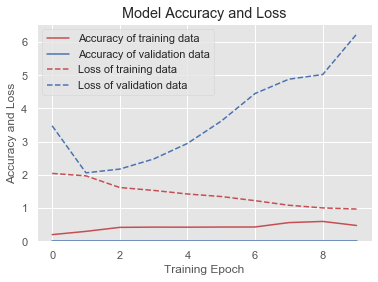 Model Accuracy and Loss
Accuracy of training data
Accuracy of validation data
Loss of training data
Loss of validation data
Accuracy and Loss
6
5
4
3
2
1
0
0 2 4 6 8
Training Epoch